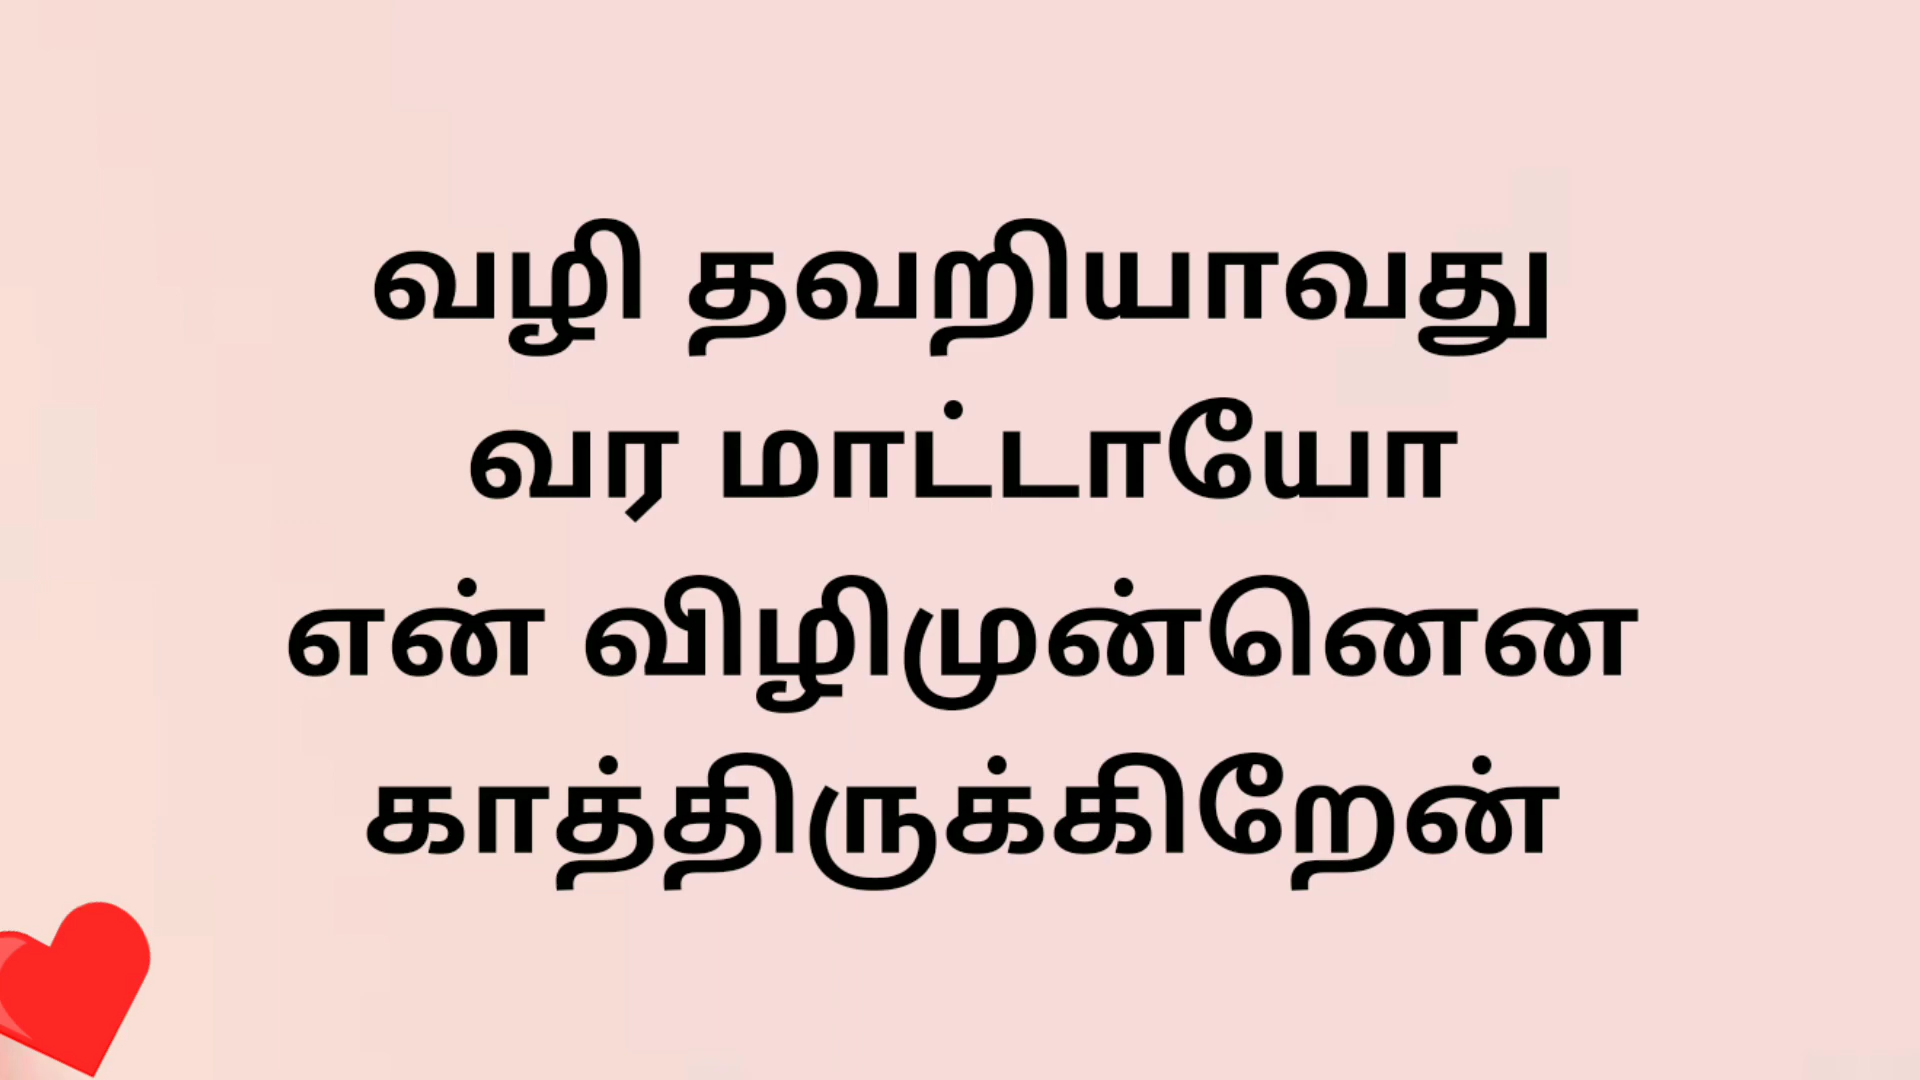 வழி தவறியாவது
வர மாட்டாயோ
என் விழிமுன்னென
காத்திருக்கிறேன்